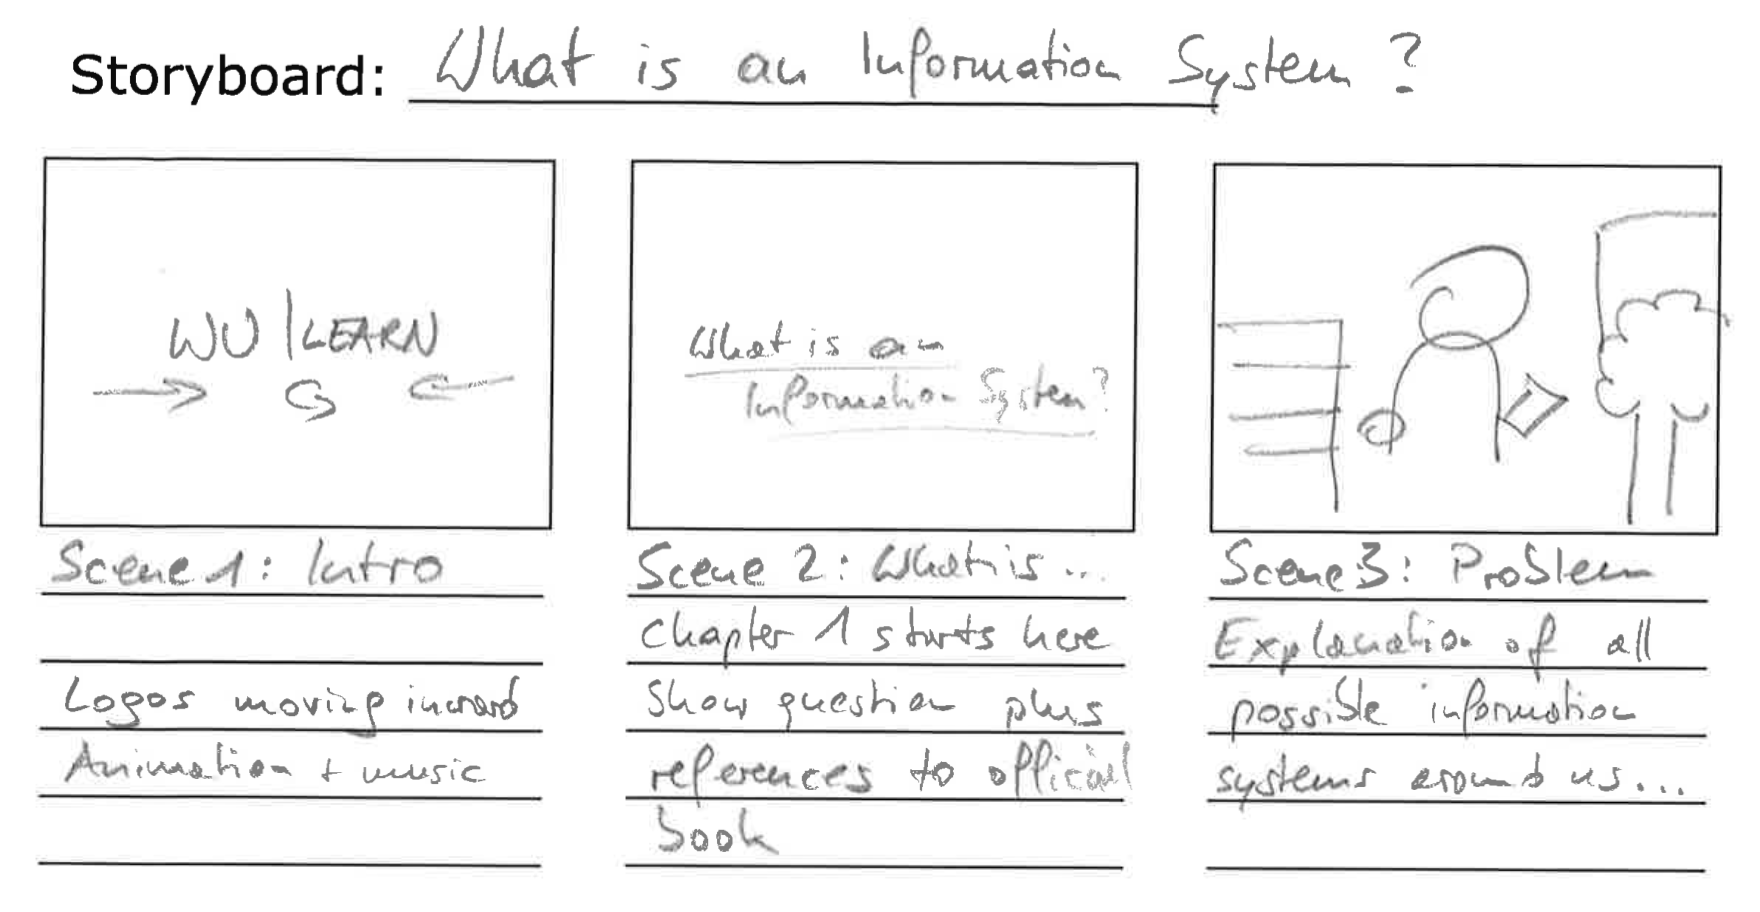 Storyboard: What is an Information System?
WU | LEARN
What is an
Information System?
Scene 1: Intro
Logos moving inward
Animation + music
Scene 2: What is...
Chapter 1 starts here
Show question plus
references to official
book
Scene 3: Problem
Explanation of all
possible information
systems around us...